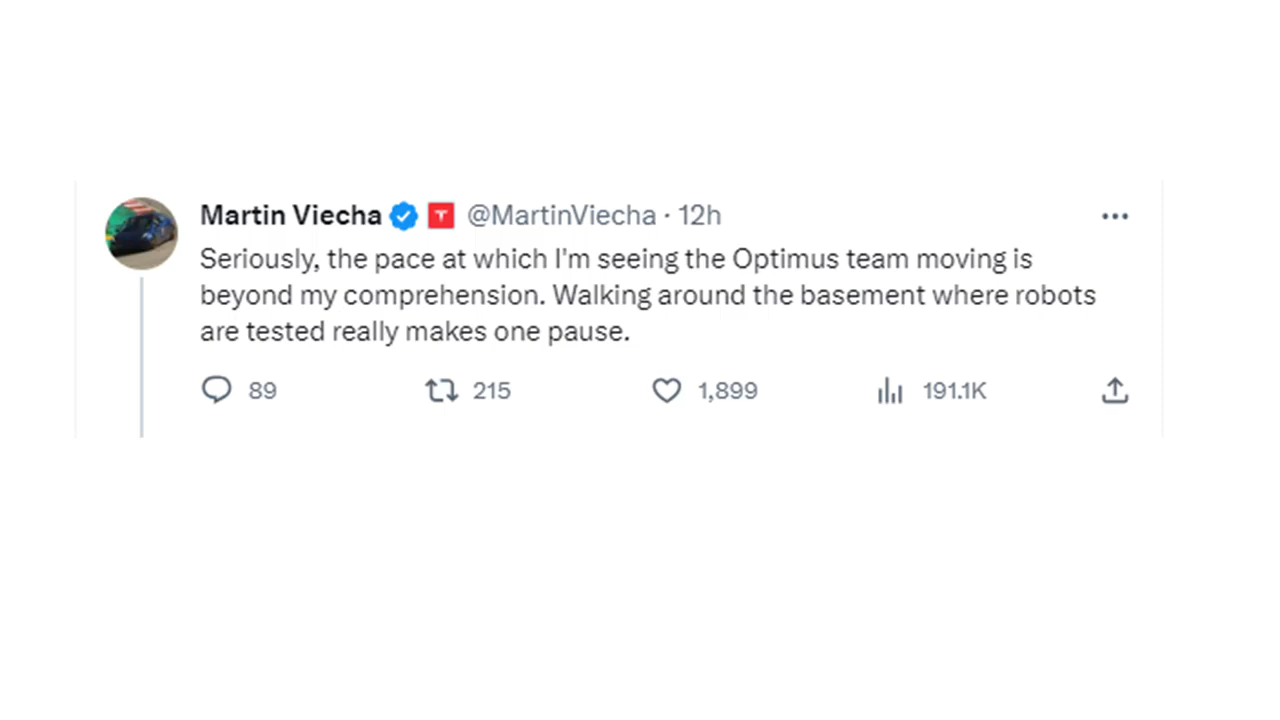 Martin Viecha @MartinViecha · 12h
Seriously, the pace at which I'm seeing the Optimus team moving is
beyond my comprehension. Walking around the basement where robots
are tested really makes one pause.
89 215 1,899 191.1K